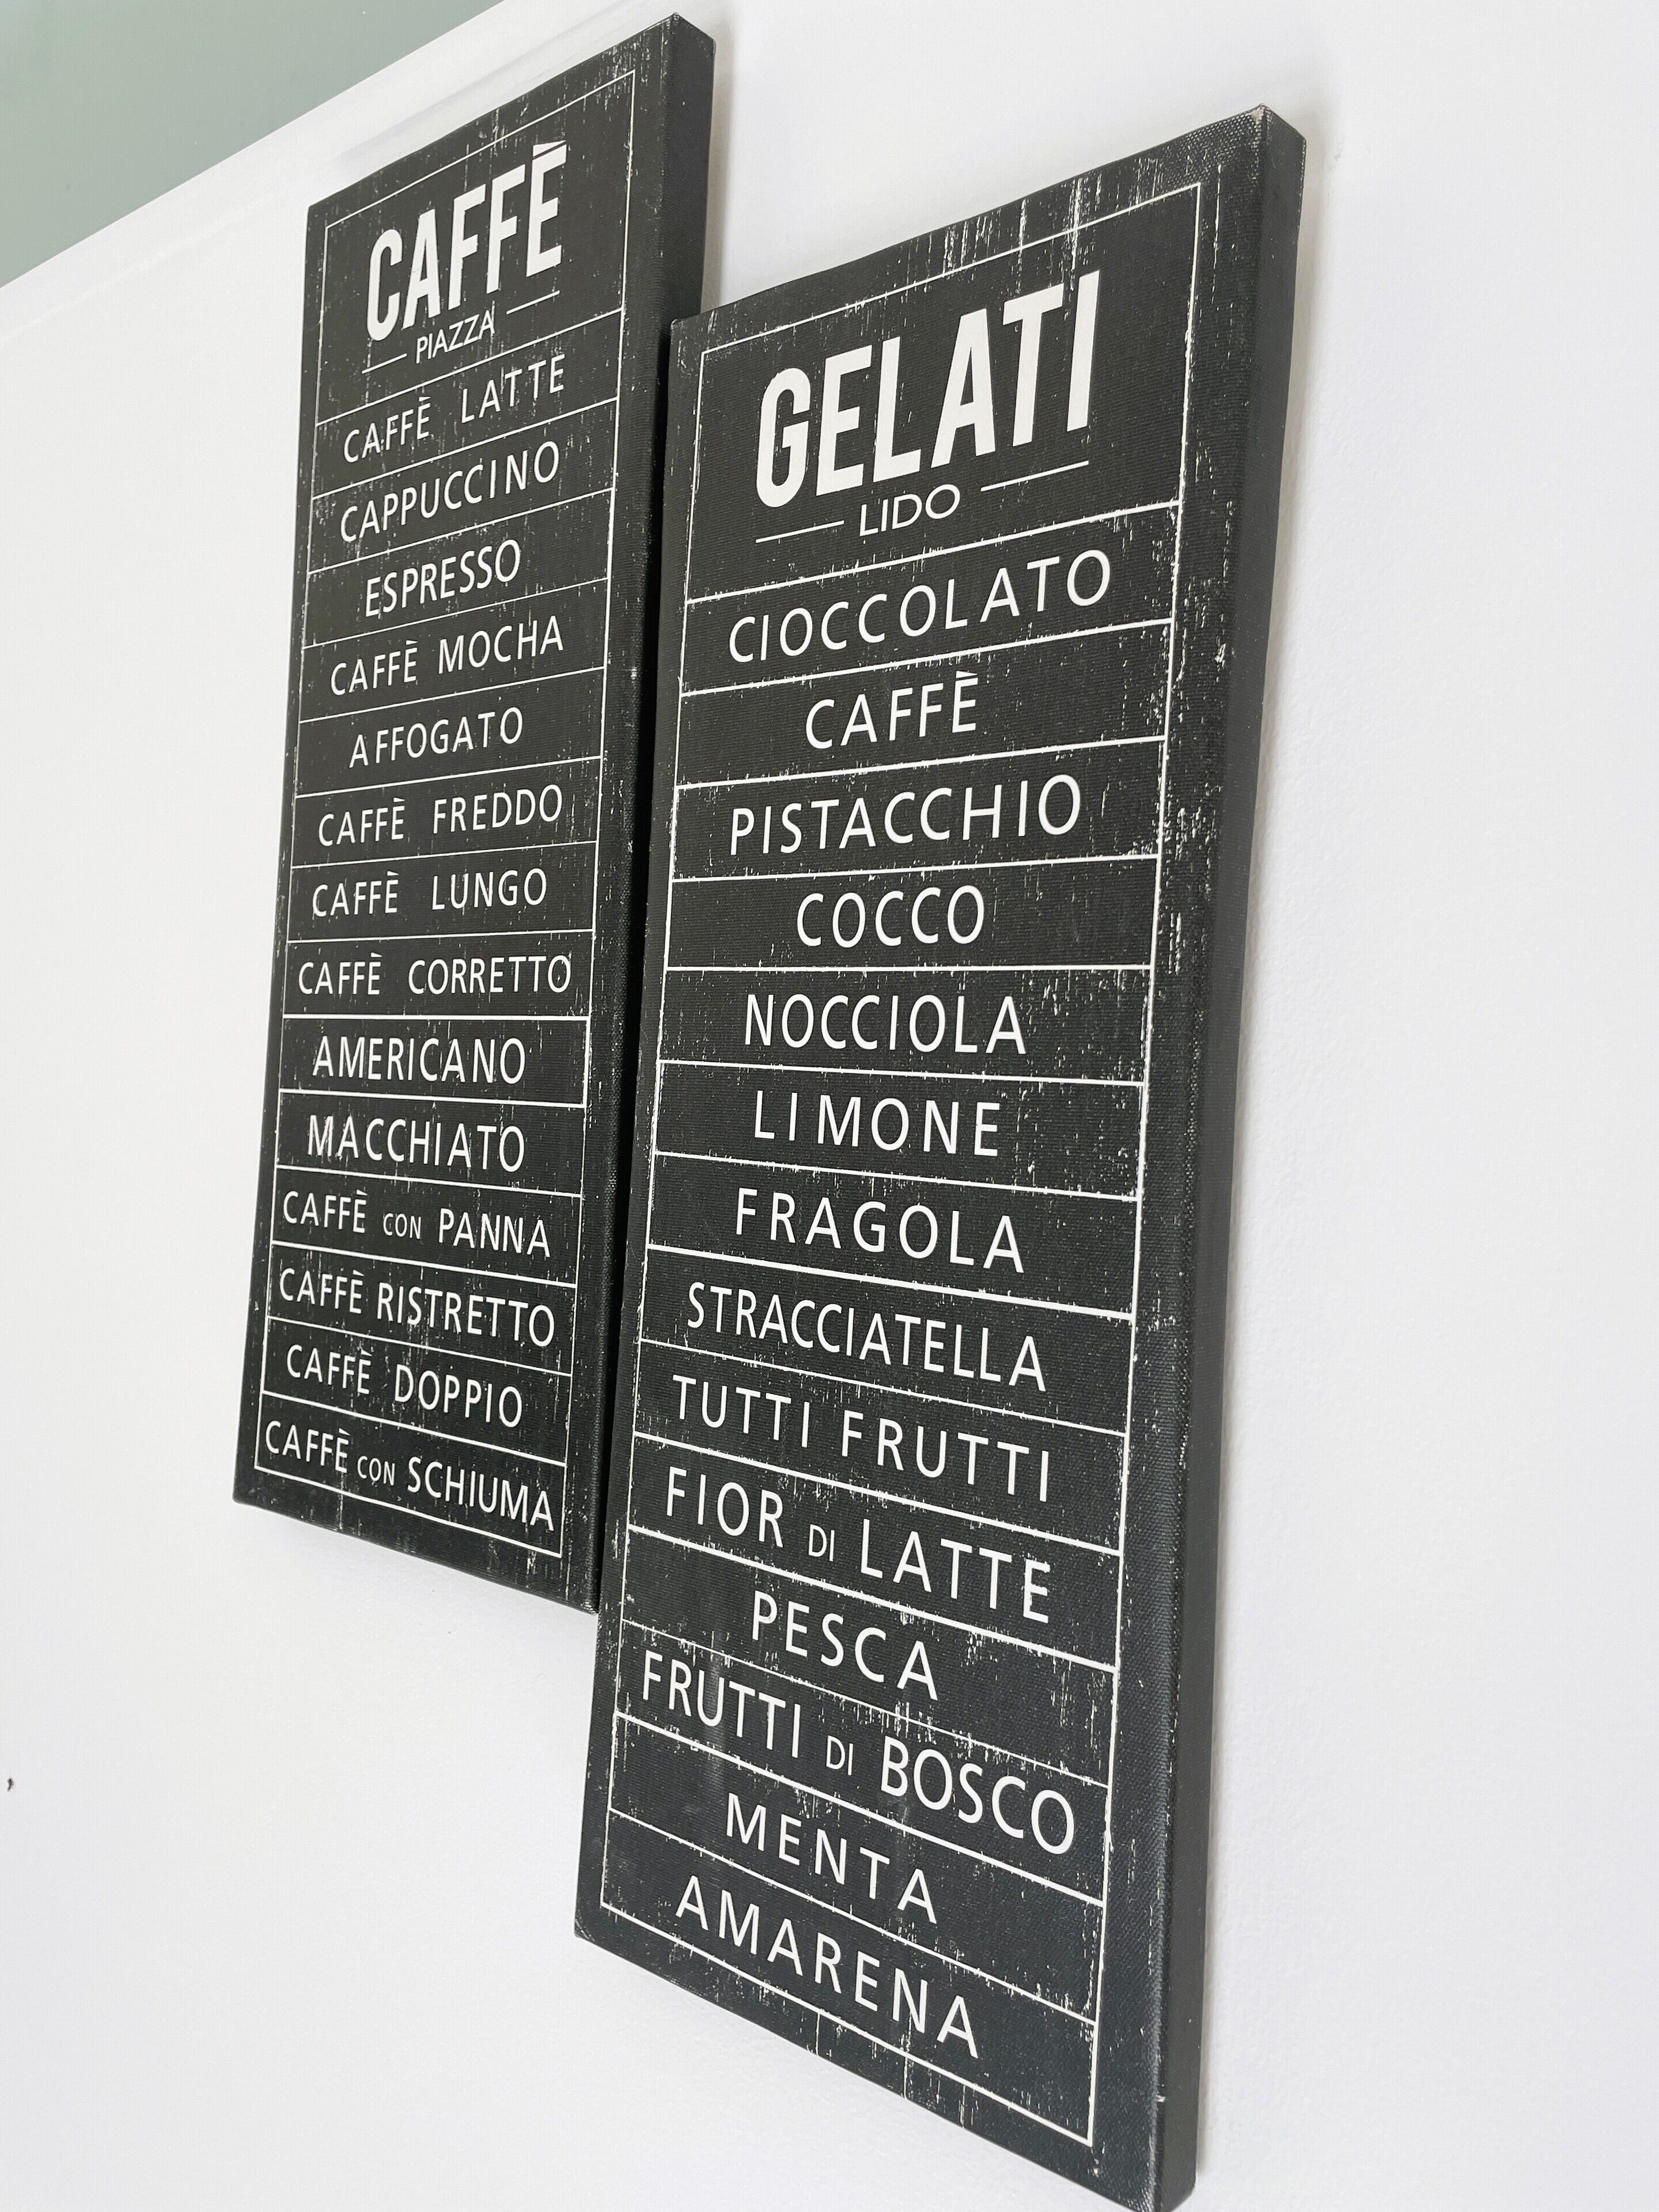 CAFFÈ
PIAZZA
CAFFÈ LATTE
CAPPUCCINO
ESPRESSO
CAFFÈ MOCHA
AFFOGATO
CAFFÈ FREDDO
CAFFÈ LUNGO
CAFFÈ CORRETTO
AMERICANO
MACCHIATO
CAFFÈ CON PANNA
CAFFÈ RISTRETTO
CAFFÈ DOPPIO
CAFFÈ CON SCHIUMA
GELATI
LIDO
CIOCCOLATO
CAFFÈ
PISTACCHIO
COCCO
NOCCIOLA
LIMONE
FRAGOLA
STRACCIATELLA
TUTTI FRUTTI
FIOR DI LATTE
PESCA
FRUTTI DI BOSCO
MENTA
AMARENA